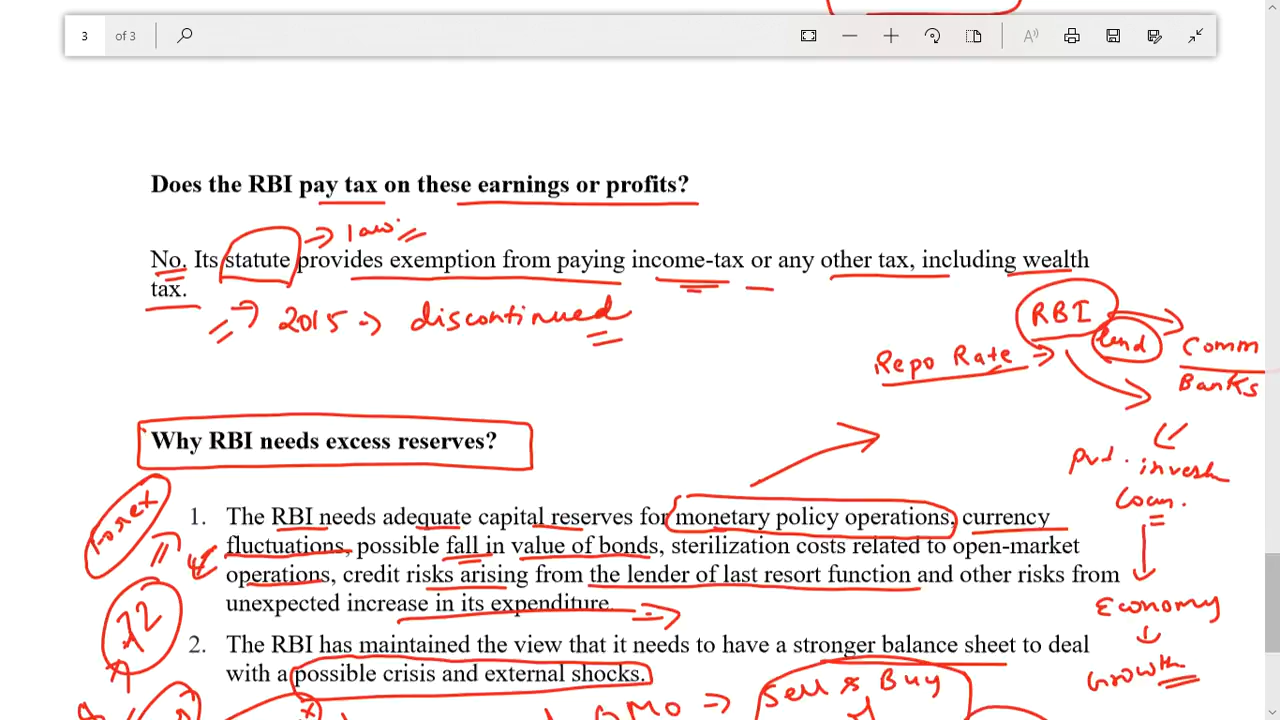 3 of 3
Does the RBI pay tax on these earnings or profits?
→ law
No. Its statute provides exemption from paying income-tax or any other tax, including wealth
tax.
→ 2015 → discontinued
RBI
lend
Comm
Banks
Repo Rate →
Why RBI needs excess reserves?
Pvt. invest
Loan.
Economy
Growth
Forex
1. The RBI needs adequate capital reserves for monetary policy operations, currency
fluctuations, possible fall in value of bonds, sterilization costs related to open-market
operations, credit risks arising from the lender of last resort function and other risks from
unexpected increase in its expenditure.
72
2. The RBI has maintained the view that it needs to have a stronger balance sheet to deal
with a possible crisis and external shocks.
OMO → Sell & Buy